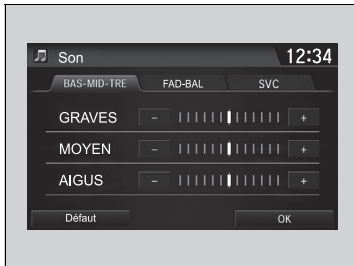 Son 12:34
BAS-MID-TRE FAD-BAL SVC
GRAVES - +
MOYEN - +
AIGUS - +
Défaut OK